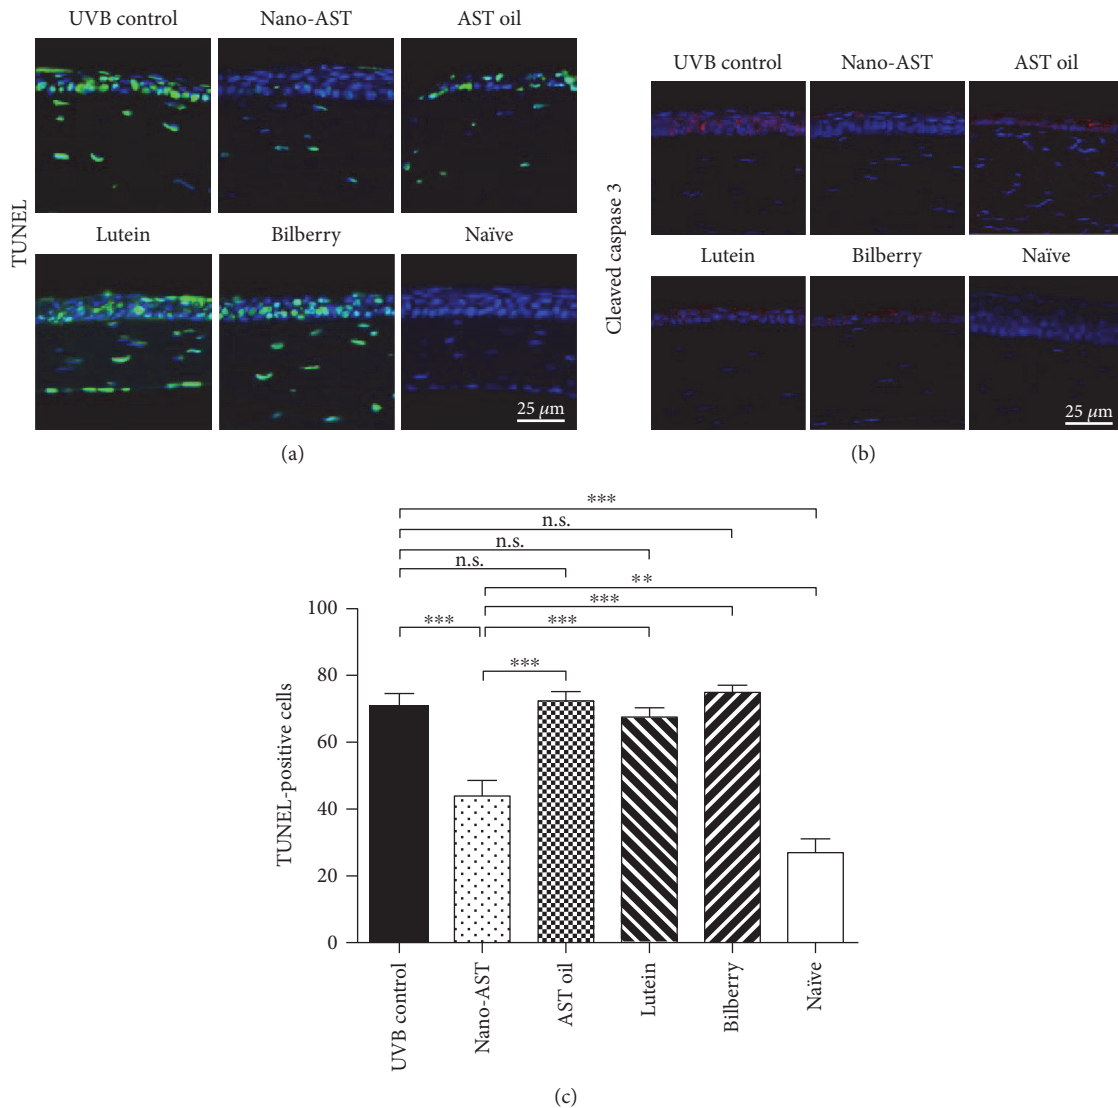 UVB control Nano-AST AST oil
TUNEL
Lutein Bilberry Naïve
25 μm
(a)
UVB control Nano-AST AST oil
Cleaved caspase 3
Lutein Bilberry Naïve
25 μm
(b)
***
n.s.
n.s.
n.s.
**
***
*** ***
***
TUNEL-positive cells
100
80
60
40
20
0
UVB control
Nano-AST
AST oil
Lutein
Bilberry
Naïve
(c)